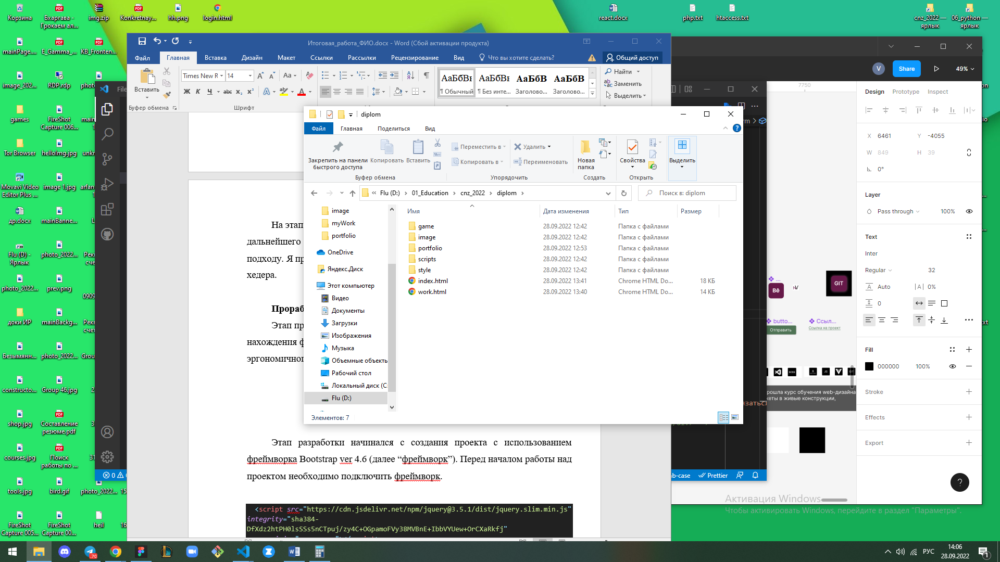 Корзина
Бхаргава - Грокаем ал...
img.zip
Konkretnay...
hh.png
login.html
react.docx
php.txt
htaccess.txt
cnz_2022 — ярлык
06_python — ярлык
mainPage....
E_Gamma_...
KB_Fronten...
image_202...
RDP.rdp
games
FireShot Capture 006...
Tor Browser
helloImg.jpg
Movavi Video Editor Plus ...
image 1.jpg
др.docx
mainBanne...
Flu (D) - Ярлык
photo_2022...
photo_2022...
prev.png
доки ИР
mainBackg...
Безымянн...
photo_2022...
constructo...
Group 46.jpg
shop.jpg
Составление резюме.pdf
courses.jpg
Поиск работы по ...
tools.jpg
bird.gif
photo_2022...
FireShot Capture 005...
FireShot Capture 00...
heil
File
Итоговая_работа_ФИО.docx - Word (Сбой активации продукта)
Файл
Главная
Вставка
Дизайн
Макет
Ссылки
Рассылки
Рецензирование
Вид
Что вы хотите сделать?
Общий доступ
Вставить
Times New R
14
Ж К Ч abc x₂ x²
АаБбВı
АаБбВı
АаБбВ
АаБбВ
¶ Обычный
¶ Без инте...
Заголово...
Заголово...
Найти
Заменить
Выделить
Буфер обмена
Шрифт
На этап
дальнейшего
подходу. Я пр
хедера.
Прораб
Этап пр
нахождения ф
эргономичног
Этап разработки начинался с создания проекта с использованием
фреймворка Bootstrap ver 4.6 (далее “фреймворк”). Перед началом работы над
проектом необходимо подключить фреймворк.
<script src="https://cdn.jsdelivr.net/npm/jquery@3.5.1/dist/jquery.slim.min.js"
integrity="sha384-
DfXdz2htPH0lsSSs5nCTpuj/zy4C+OGpamoFVy38MVBnE+IbbVYUew+OrCXaRkfj"
diplom
Файл
Главная
Поделиться
Вид
Закрепить на панели быстрого доступа
Копировать
Вставить
Переместить в
Копировать в
Удалить
Переименовать
Новая папка
Свойства
Выделить
Буфер обмена
Упорядочить
Создать
Открыть
« Flu (D:) › 01_Education › cnz_2022 › diplom ›
Поиск в: diplom
image
myWork
portfolio
OneDrive
Яндекс.Диск
Этот компьютер
Видео
Документы
Загрузки
Изображения
Музыка
Объемные объекты
Рабочий стол
Локальный диск (C:
Flu (D:)
Имя
Дата изменения
Тип
Размер
game 28.09.2022 12:42 Папка с файлами
image 28.09.2022 12:42 Папка с файлами
portfolio 28.09.2022 12:53 Папка с файлами
scripts 28.09.2022 12:42 Папка с файлами
style 28.09.2022 12:42 Папка с файлами
index.html 28.09.2022 13:41 Chrome HTML Do... 18 КБ
work.html 28.09.2022 13:40 Chrome HTML Do... 14 КБ
Элементов: 7
V
Share
49%
7750
Design
Prototype
Inspect
X 6461 Y -4055
W 849 H 39
0°
Layer
Pass through 100%
Text
Inter
Regular 32
Auto 0%
0
Fill
000000 100%
Stroke
Effects
Export
Bē
GIT
butto...
Отправить
Ссыл...
Ссылка на проект
рошла курс обучения web-дизайна
кеты в живые конструкции,
0
Prettier
?
Активация Windows
Чтобы активировать Windows, перейдите в раздел "Параметры".
РУС
14:06
28.09.2022
1